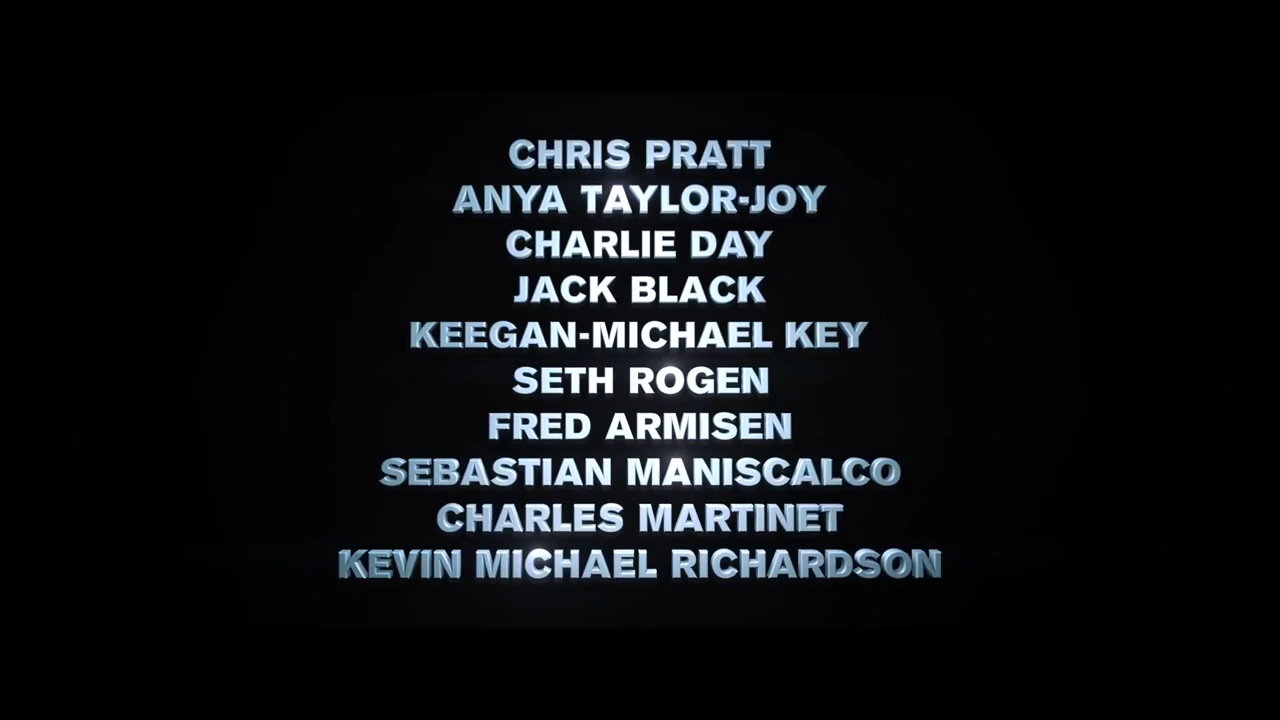 CHRIS PRATT
ANYA TAYLOR-JOY
CHARLIE DAY
JACK BLACK
KEEGAN-MICHAEL KEY
SETH ROGEN
FRED ARMISEN
SEBASTIAN MANISCALCO
CHARLES MARTINET
KEVIN MICHAEL RICHARDSON